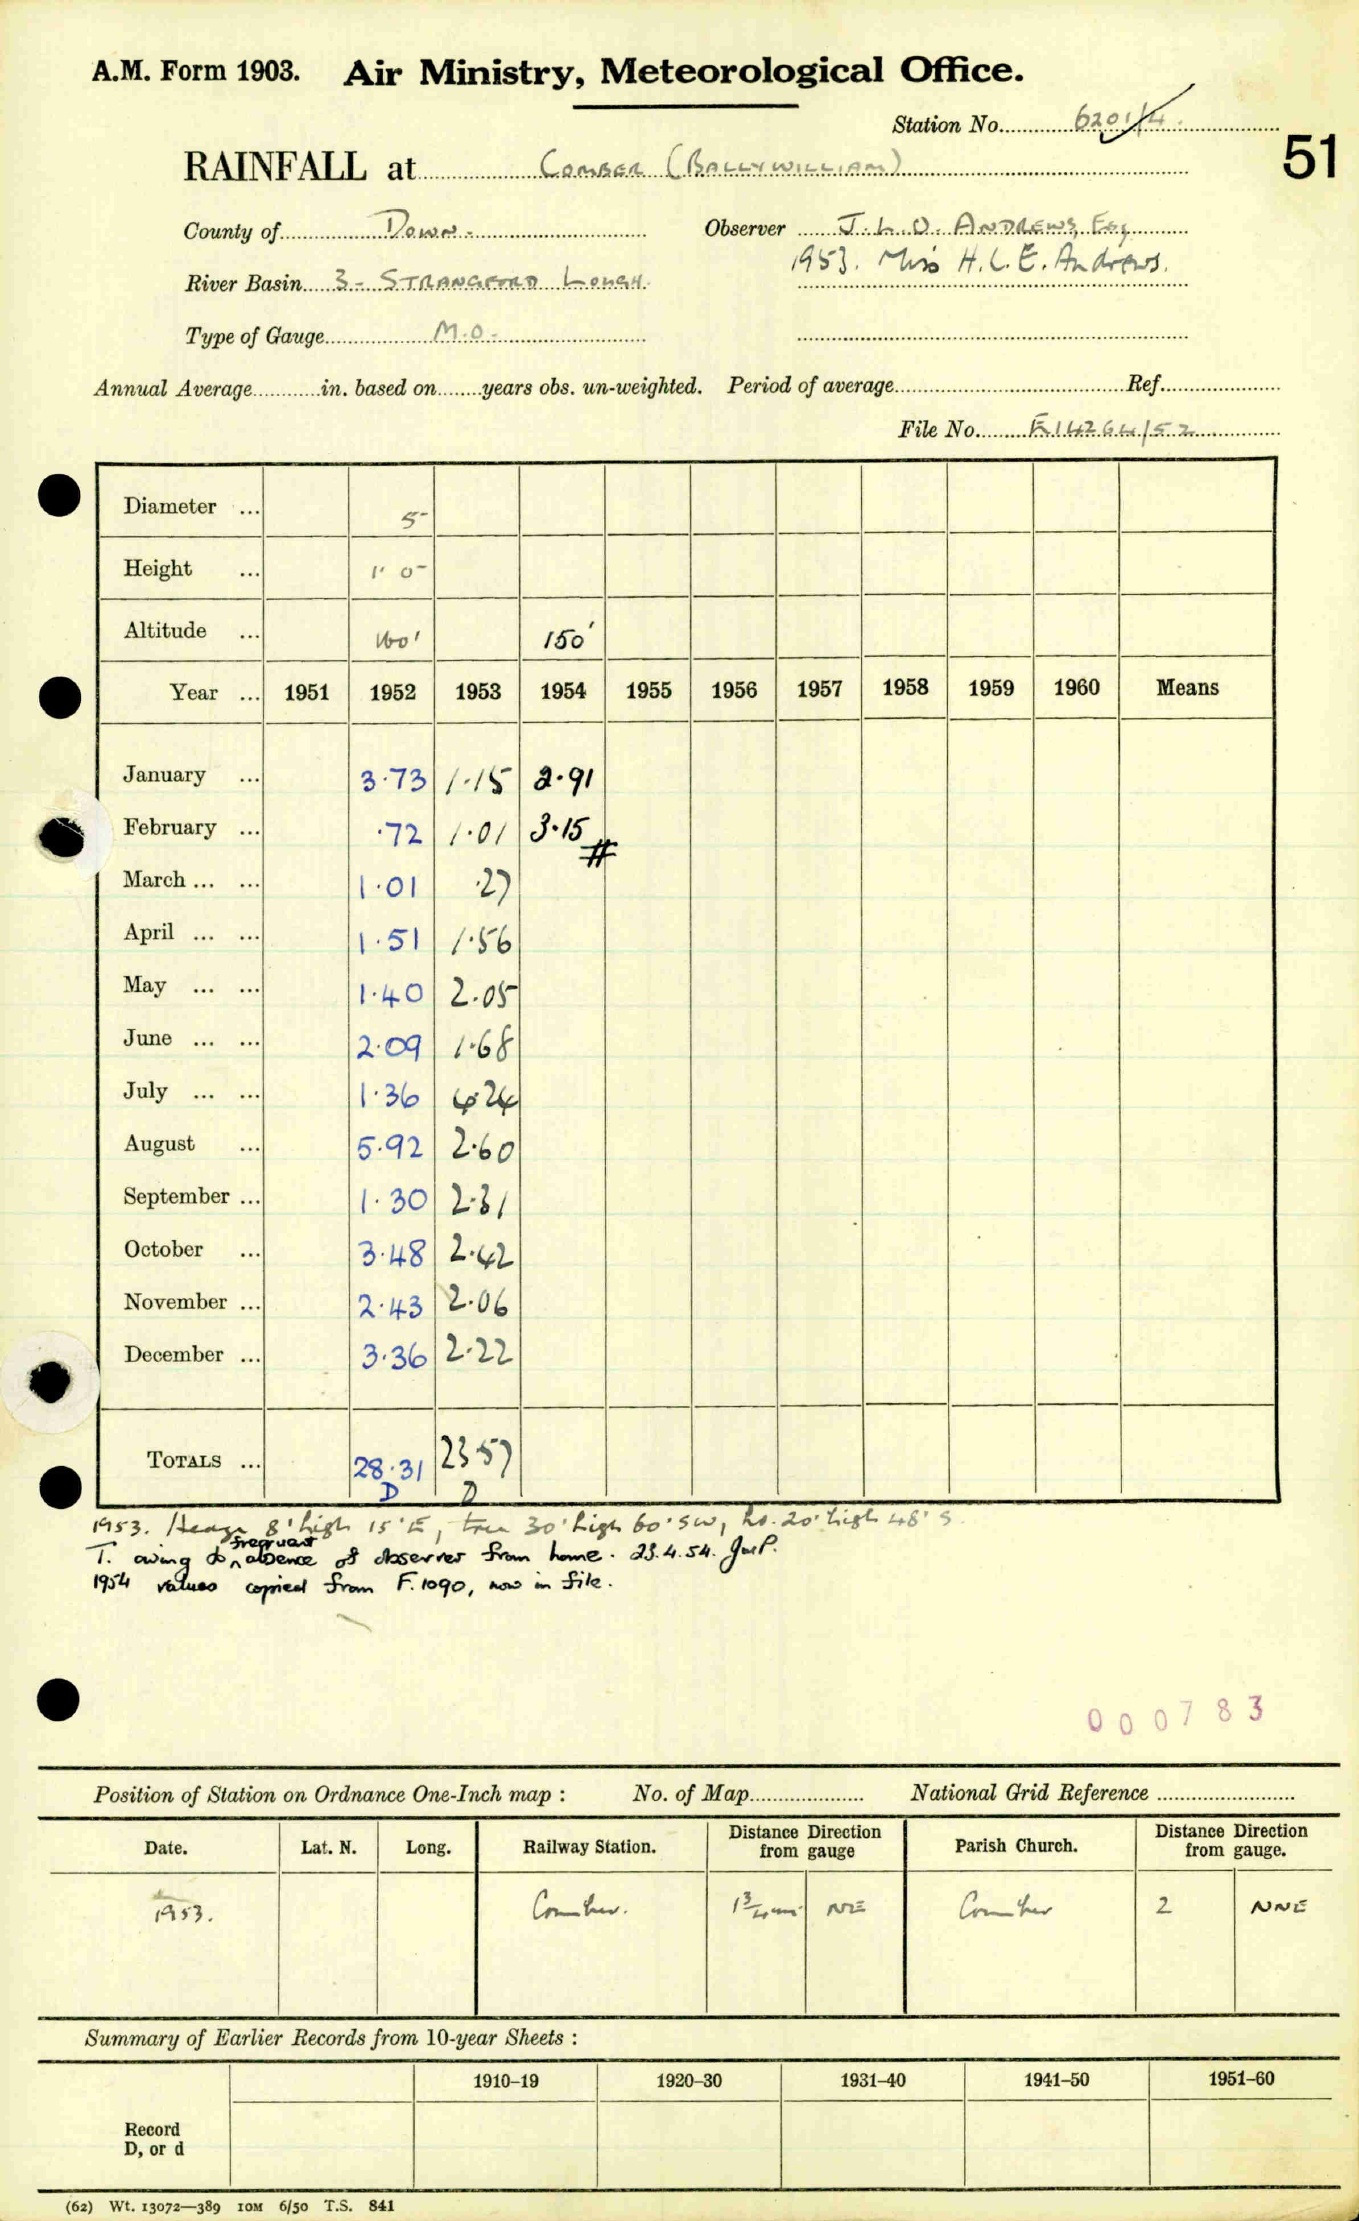 A.M. Form 1903. Air Ministry, Meteorological Office.
Station No. 6201/4.
51
RAINFALL at Comber (Ballywilliam)
County of Down. Observer J.L.O. Andrews, Esq
1953. Miss H.L.E. Andrews.
River Basin 3 - Strangford Lough.
Type of Gauge M.O.
Annual Average in. based on years obs. un-weighted. Period of average Ref.
File No. E14264/52
Diameter ... 5"
Height ... 1' 0"
Altitude ... 100' 150'
Year ... 1951 1952 1953 1954 1955 1956 1957 1958 1959 1960 Means
January ... 3.73 1.15 2.91
February ... .72 1.01 3.15 #
March ... ... 1.01 .27
April ... ... 1.51 1.56
May ... ... 1.40 2.05
June ... ... 2.09 1.68
July ... ... 1.36 4.24
August ... 5.92 2.60
September ... 1.30 2.31
October ... 3.48 2.42
November ... 2.43 2.06
December ... 3.36 2.22
Totals ... 28.31 23.57
D D
1953. Hedge 8' high 15' E, tree 30' high 60' SW, ho. 20' high 48' S
T. owing to frequent absence of observer from home. 23.4.54. J.M.P.
1954 values copied from F.1090, now in file.
000783
Position of Station on Ordnance One-Inch map : No. of Map National Grid Reference
Date. Lat. N. Long. Railway Station. Distance Direction from gauge Parish Church. Distance Direction from gauge.
1953. Comber. 1¾ mi NE Comber 2 NNE
Summary of Earlier Records from 10-year Sheets :
1910–19 1920–30 1931–40 1941–50 1951–60
Record
D, or d
(62) Wt. 13072—389 10M 6/50 T.S. 841